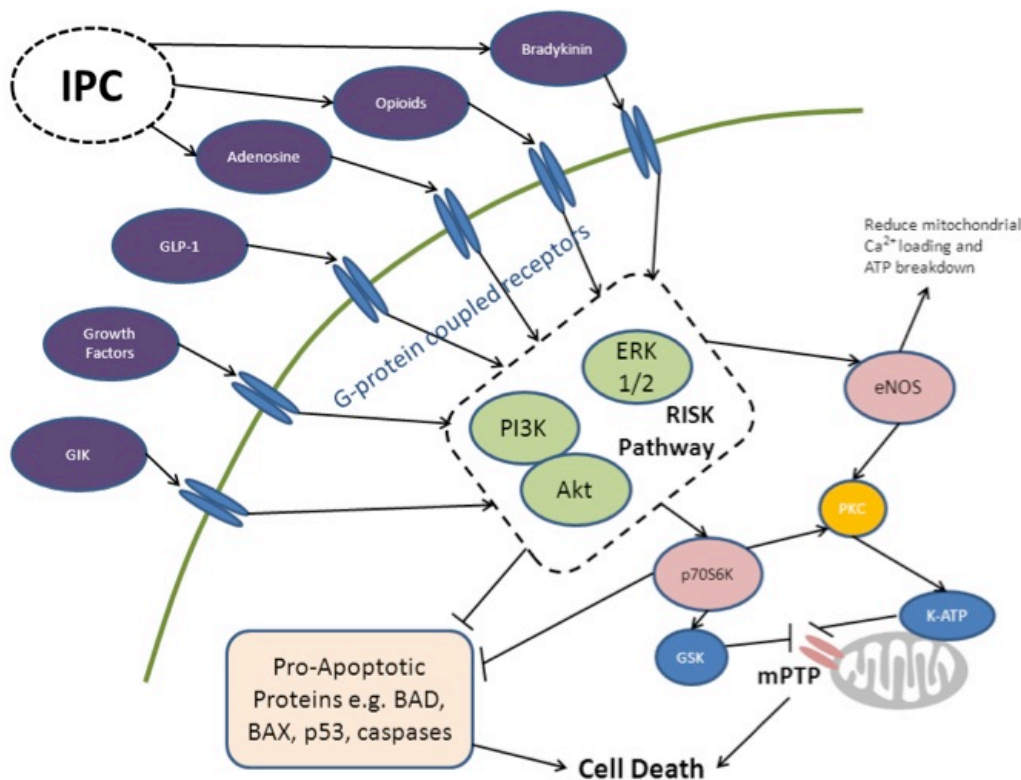 IPC
Bradykinin
Opioids
Adenosine
GLP-1
Growth
Factors
GIK
G-protein coupled receptors
Reduce mitochondrial
Ca²⁺ loading and
ATP breakdown
ERK
1/2
RISK
Pathway
PI3K
Akt
eNOS
PKC
p70S6K
K-ATP
GSK
mPTP
Pro-Apoptotic
Proteins e.g. BAD,
BAX, p53, caspases
Cell Death